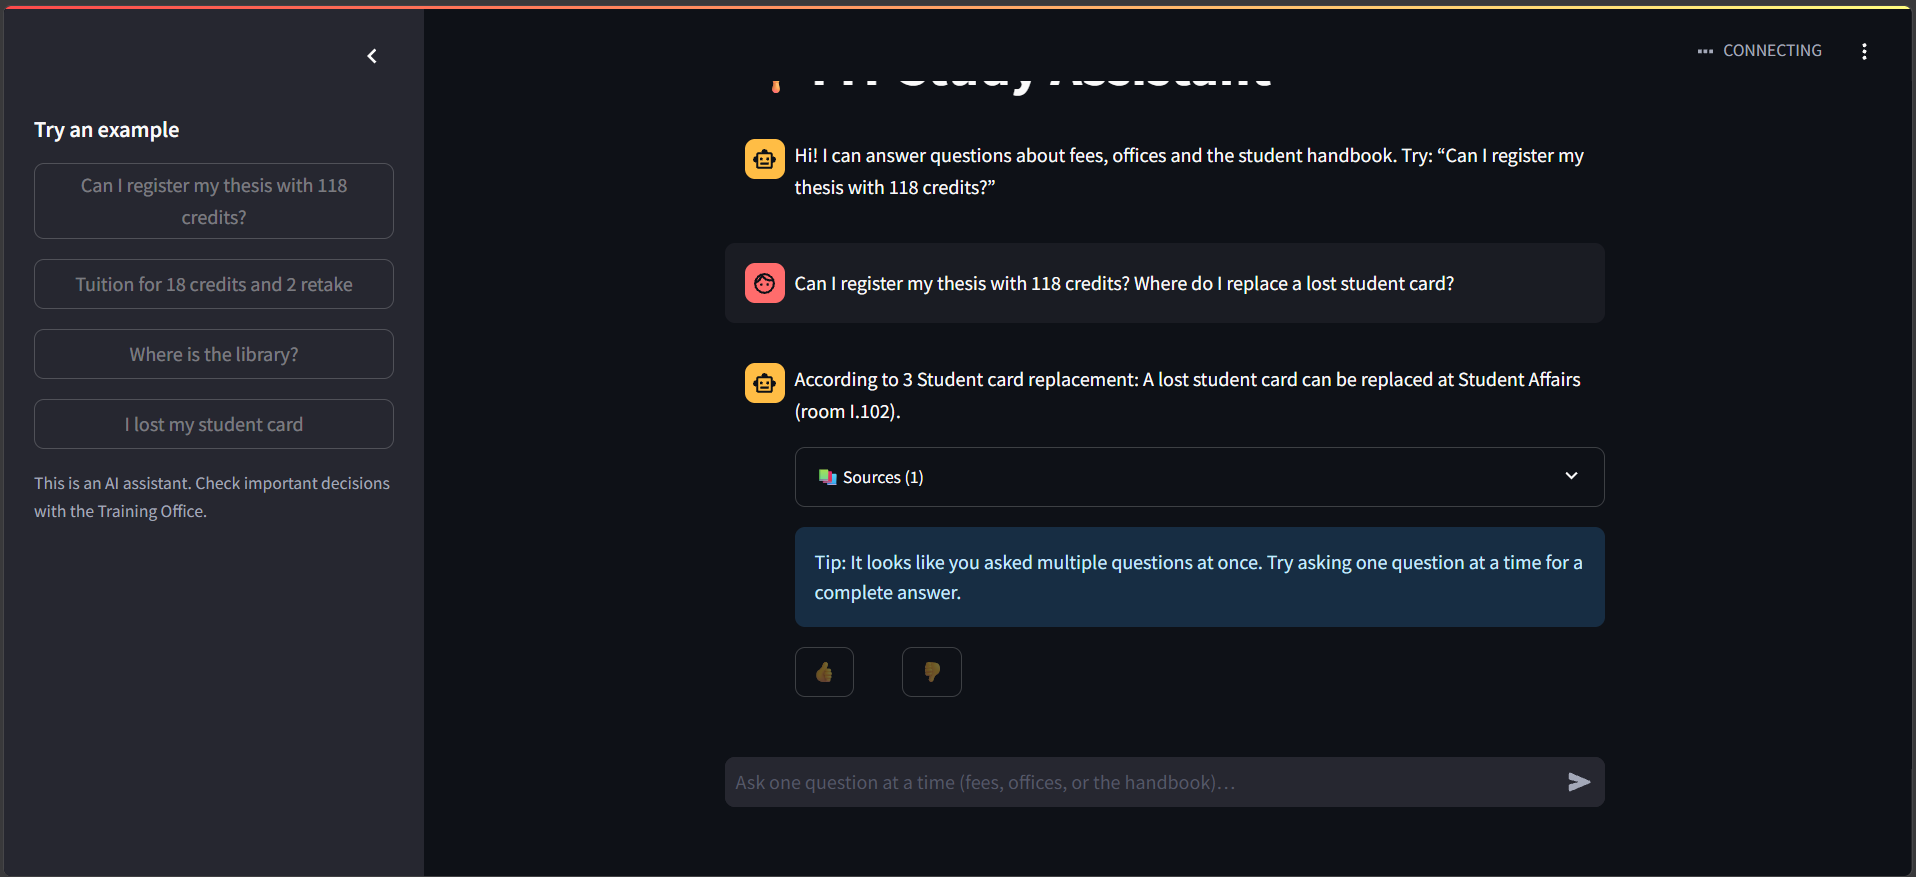 CONNECTING
Study Assistant
Try an example
Can I register my thesis with 118
credits?
Tuition for 18 credits and 2 retake
Where is the library?
I lost my student card
This is an AI assistant. Check important decisions
with the Training Office.
Hi! I can answer questions about fees, offices and the student handbook. Try: “Can I register my
thesis with 118 credits?”
Can I register my thesis with 118 credits? Where do I replace a lost student card?
According to 3 Student card replacement: A lost student card can be replaced at Student Affairs
(room I.102).
Sources (1)
Tip: It looks like you asked multiple questions at once. Try asking one question at a time for a
complete answer.
Ask one question at a time (fees, offices, or the handbook)…